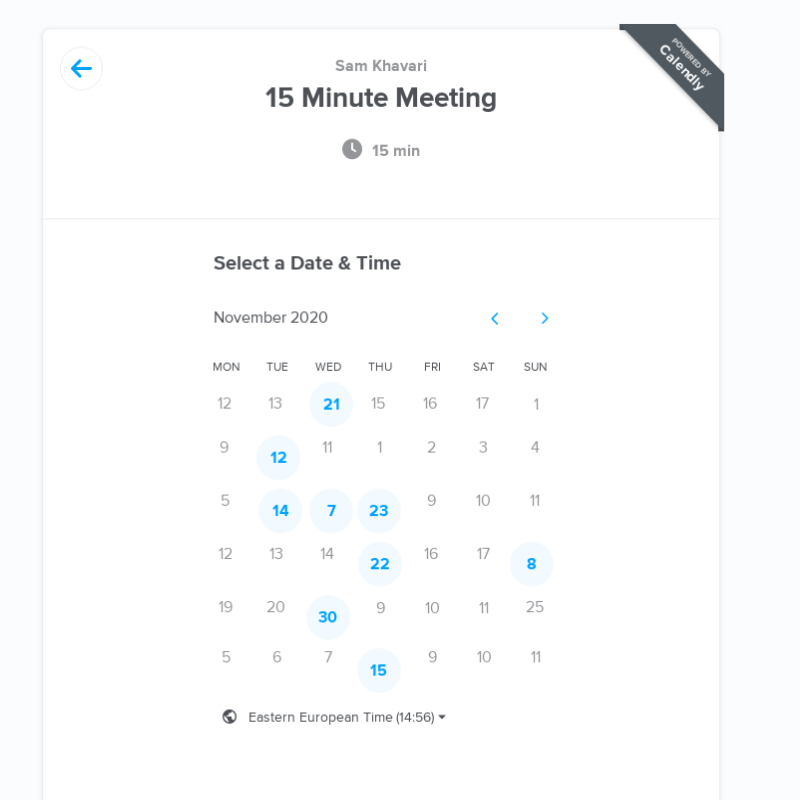 Sam Khavari
15 Minute Meeting
POWERED BY
Calendly
15 min
Select a Date & Time
November 2020
MON TUE WED THU FRI SAT SUN
12 13 21 15 16 17 1
9 12 11 1 2 3 4
5 14 7 23 9 10 11
12 13 14 22 16 17 8
19 20 30 9 10 11 25
5 6 7 15 9 10 11
Eastern European Time (14:56)